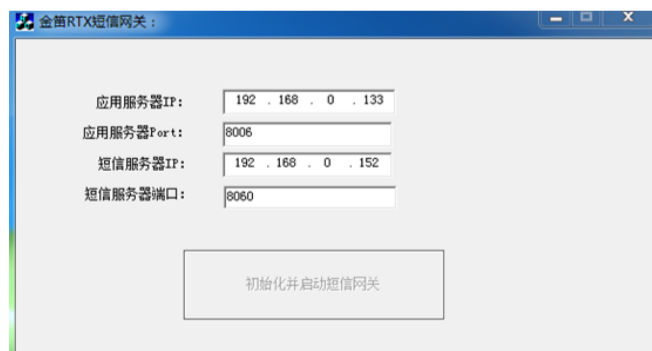 金笛RTX短信网关：
应用服务器IP: 192 . 168 . 0 . 133
应用服务器Port: 8006
短信服务器IP: 192 . 168 . 0 . 152
短信服务器端口: 8060
初始化并启动短信网关